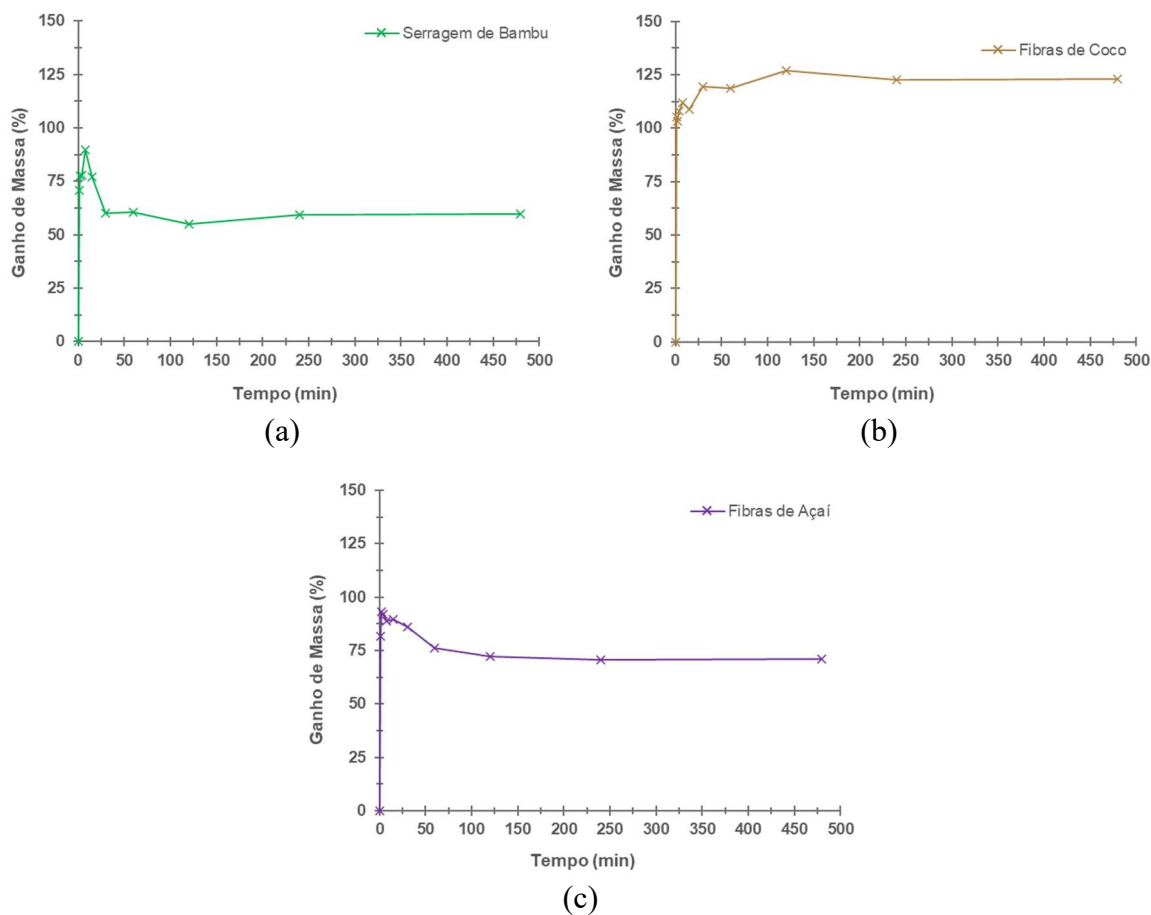 150
125
100
75
50
25
0
Ganho de Massa (%)
Serragem de Bambu
0 50 100 150 200 250 300 350 400 450 500
Tempo (min)
(a)
150
125
100
75
50
25
0
Ganho de Massa (%)
Fibras de Coco
0 50 100 150 200 250 300 350 400 450 500
Tempo (min)
(b)
150
125
100
75
50
25
0
Ganho de Massa (%)
Fibras de Açaí
0 50 100 150 200 250 300 350 400 450 500
Tempo (min)
(c)